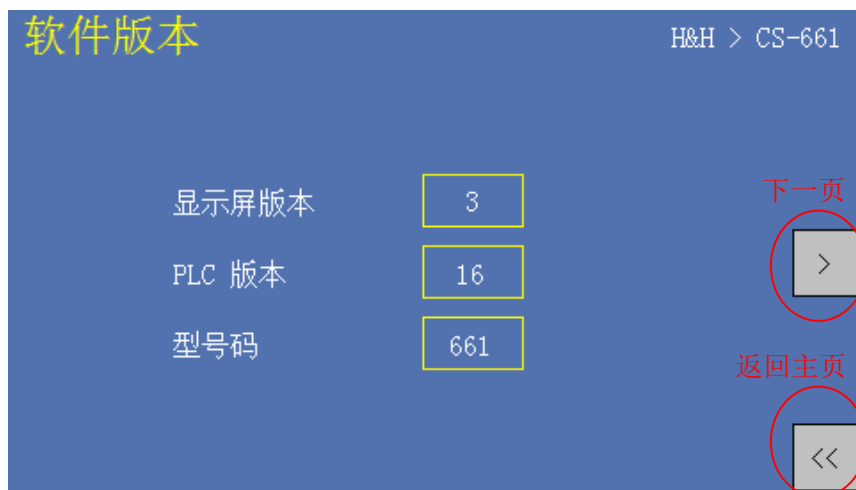 软件版本
H&H > CS-661
显示屏版本 3
下一页
PLC 版本 16
>
型号码 661
返回主页
<<